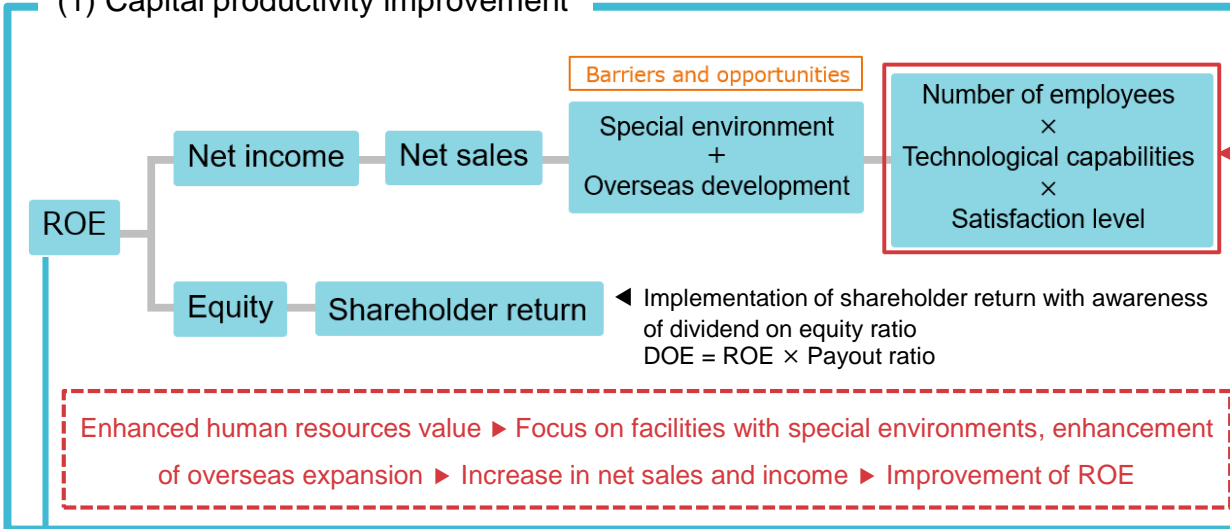 (1) Capital productivity improvement
Barriers and opportunities
Number of employees
×
Technological capabilities
×
Satisfaction level
Special environment
+
Overseas development
Net income
Net sales
ROE
Equity
Shareholder return
◀ Implementation of shareholder return with awareness
of dividend on equity ratio
DOE = ROE × Payout ratio
Enhanced human resources value ▶ Focus on facilities with special environments, enhancement
of overseas expansion ▶ Increase in net sales and income ▶ Improvement of ROE